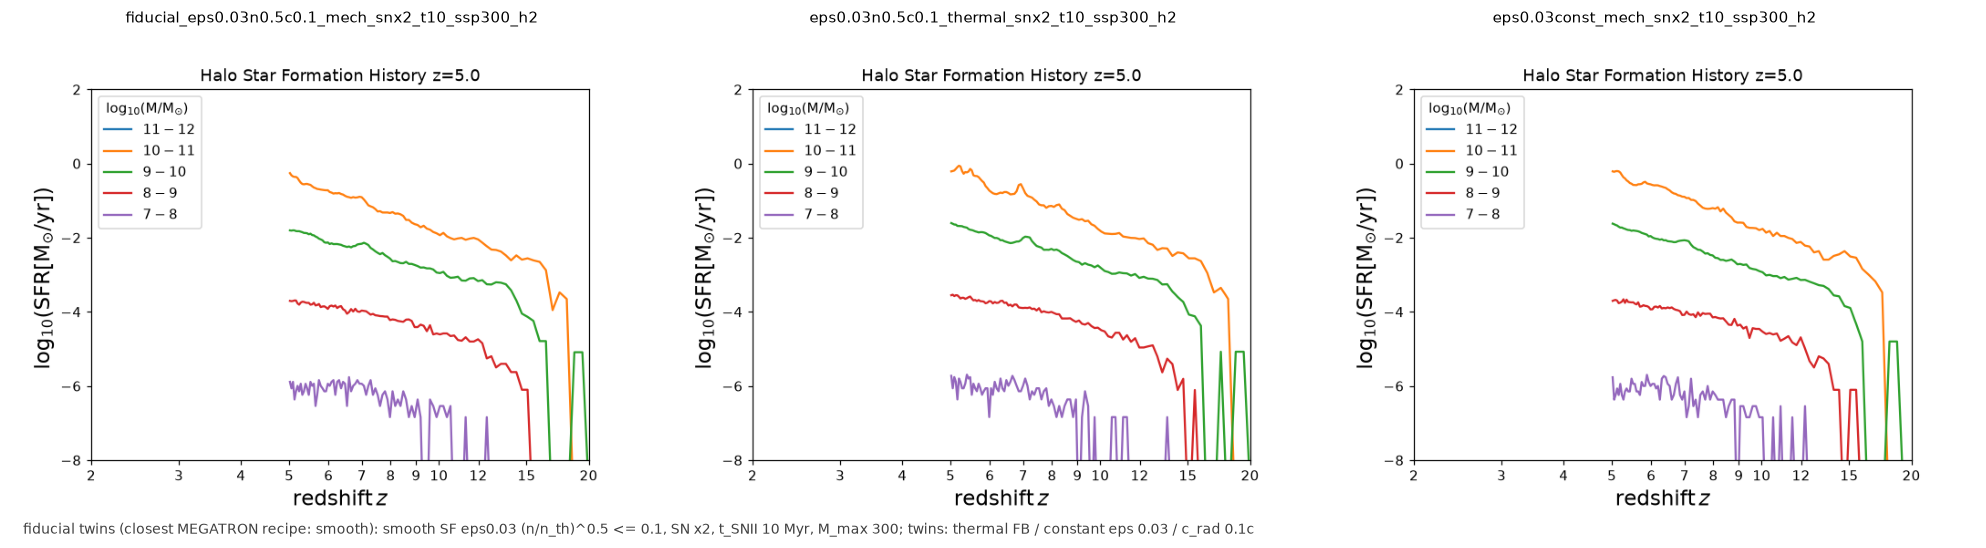 fiducial_eps0.03n0.5c0.1_mech_snx2_t10_ssp300_h2
Halo Star Formation History z=5.0
log₁₀(M/M⊙)
11 − 12
10 − 11
9 − 10
8 − 9
7 − 8
log₁₀(SFR[M⊙/yr])
2
0
−2
−4
−6
−8
2 3 4 5 6 7 8 9 10 12 15 20
redshift z
eps0.03n0.5c0.1_thermal_snx2_t10_ssp300_h2
Halo Star Formation History z=5.0
log₁₀(M/M⊙)
11 − 12
10 − 11
9 − 10
8 − 9
7 − 8
log₁₀(SFR[M⊙/yr])
2
0
−2
−4
−6
−8
2 3 4 5 6 7 8 9 10 12 15 20
redshift z
eps0.03const_mech_snx2_t10_ssp300_h2
Halo Star Formation History z=5.0
log₁₀(M/M⊙)
11 − 12
10 − 11
9 − 10
8 − 9
7 − 8
log₁₀(SFR[M⊙/yr])
2
0
−2
−4
−6
−8
2 3 4 5 6 7 8 9 10 12 15 20
redshift z
fiducial twins (closest MEGATRON recipe: smooth): smooth SF eps0.03 (n/n_th)^0.5 <= 0.1, SN x2, t_SNII 10 Myr, M_max 300; twins: thermal FB / constant eps 0.03 / c_rad 0.1c